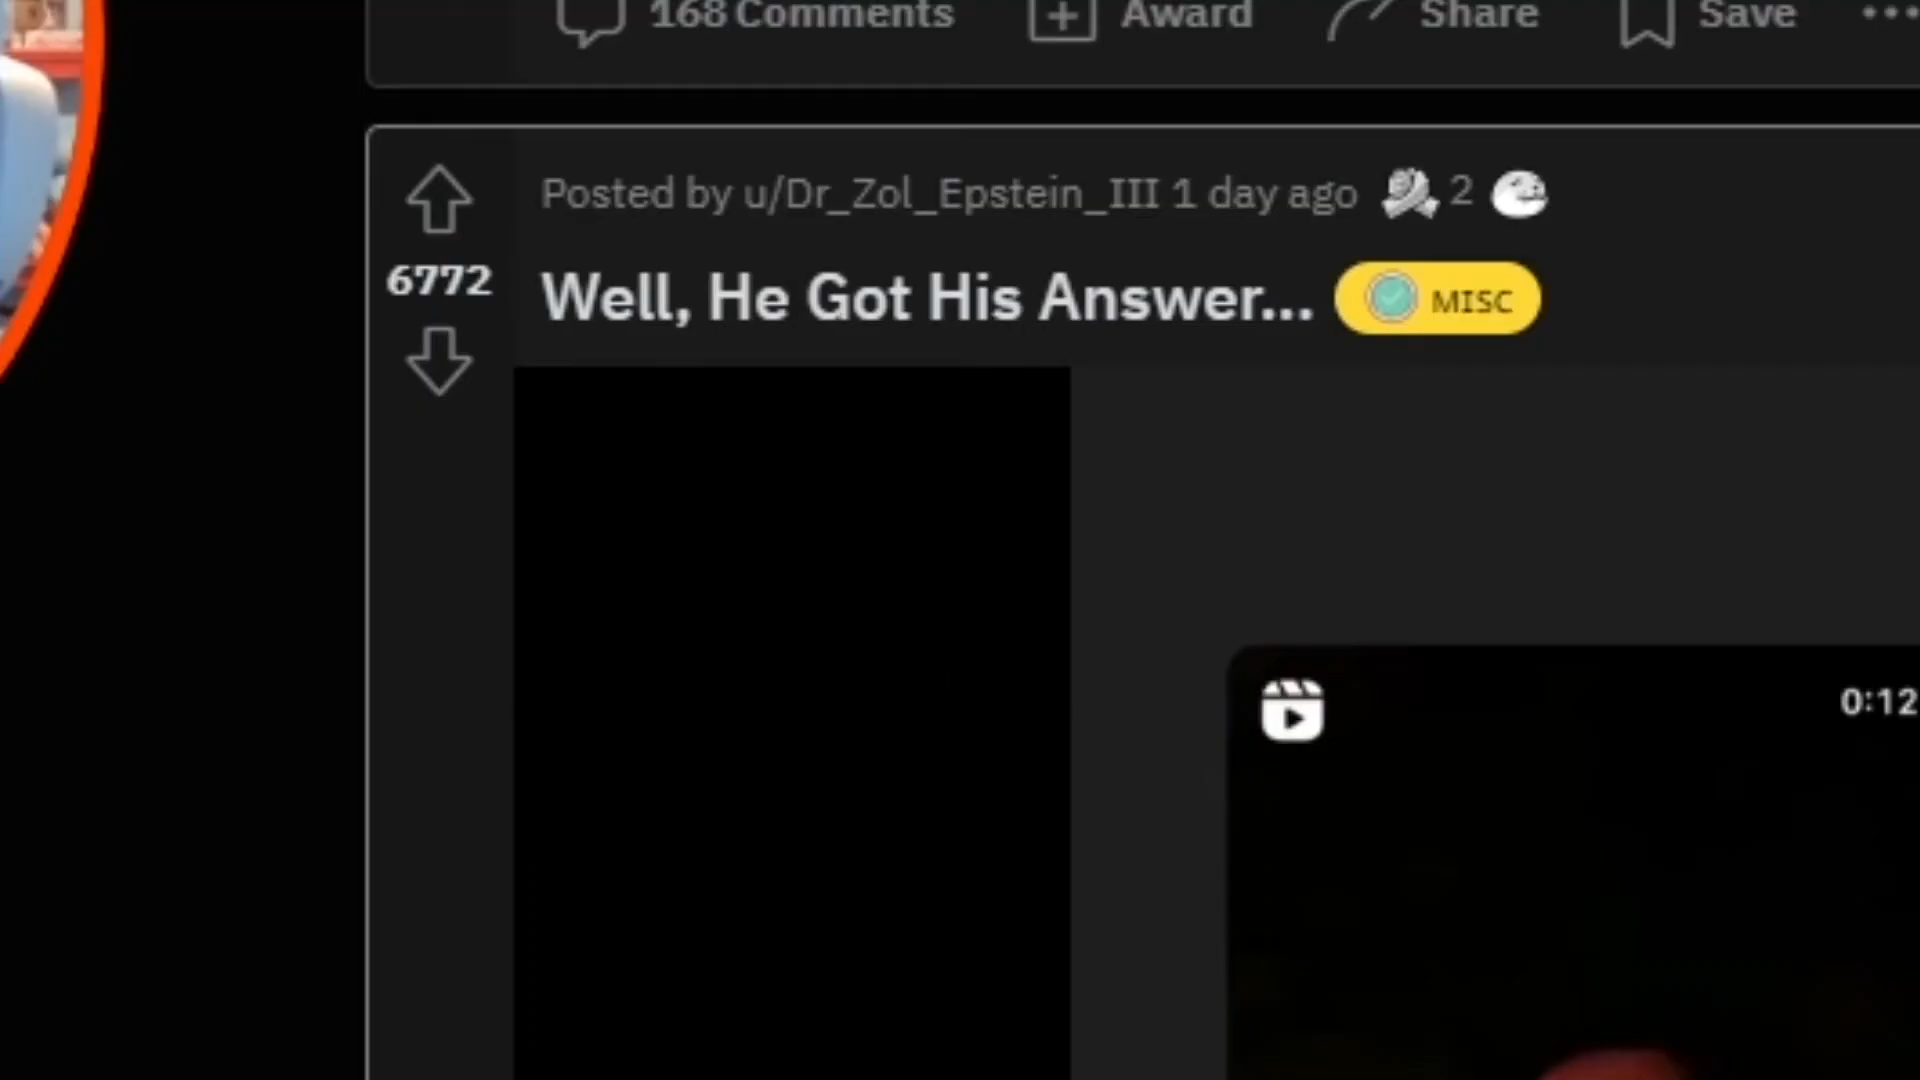 168 Comments Award Share Save
Posted by u/Dr_Zol_Epstein_III 1 day ago 2
6772
Well, He Got His Answer... MISC
0:12